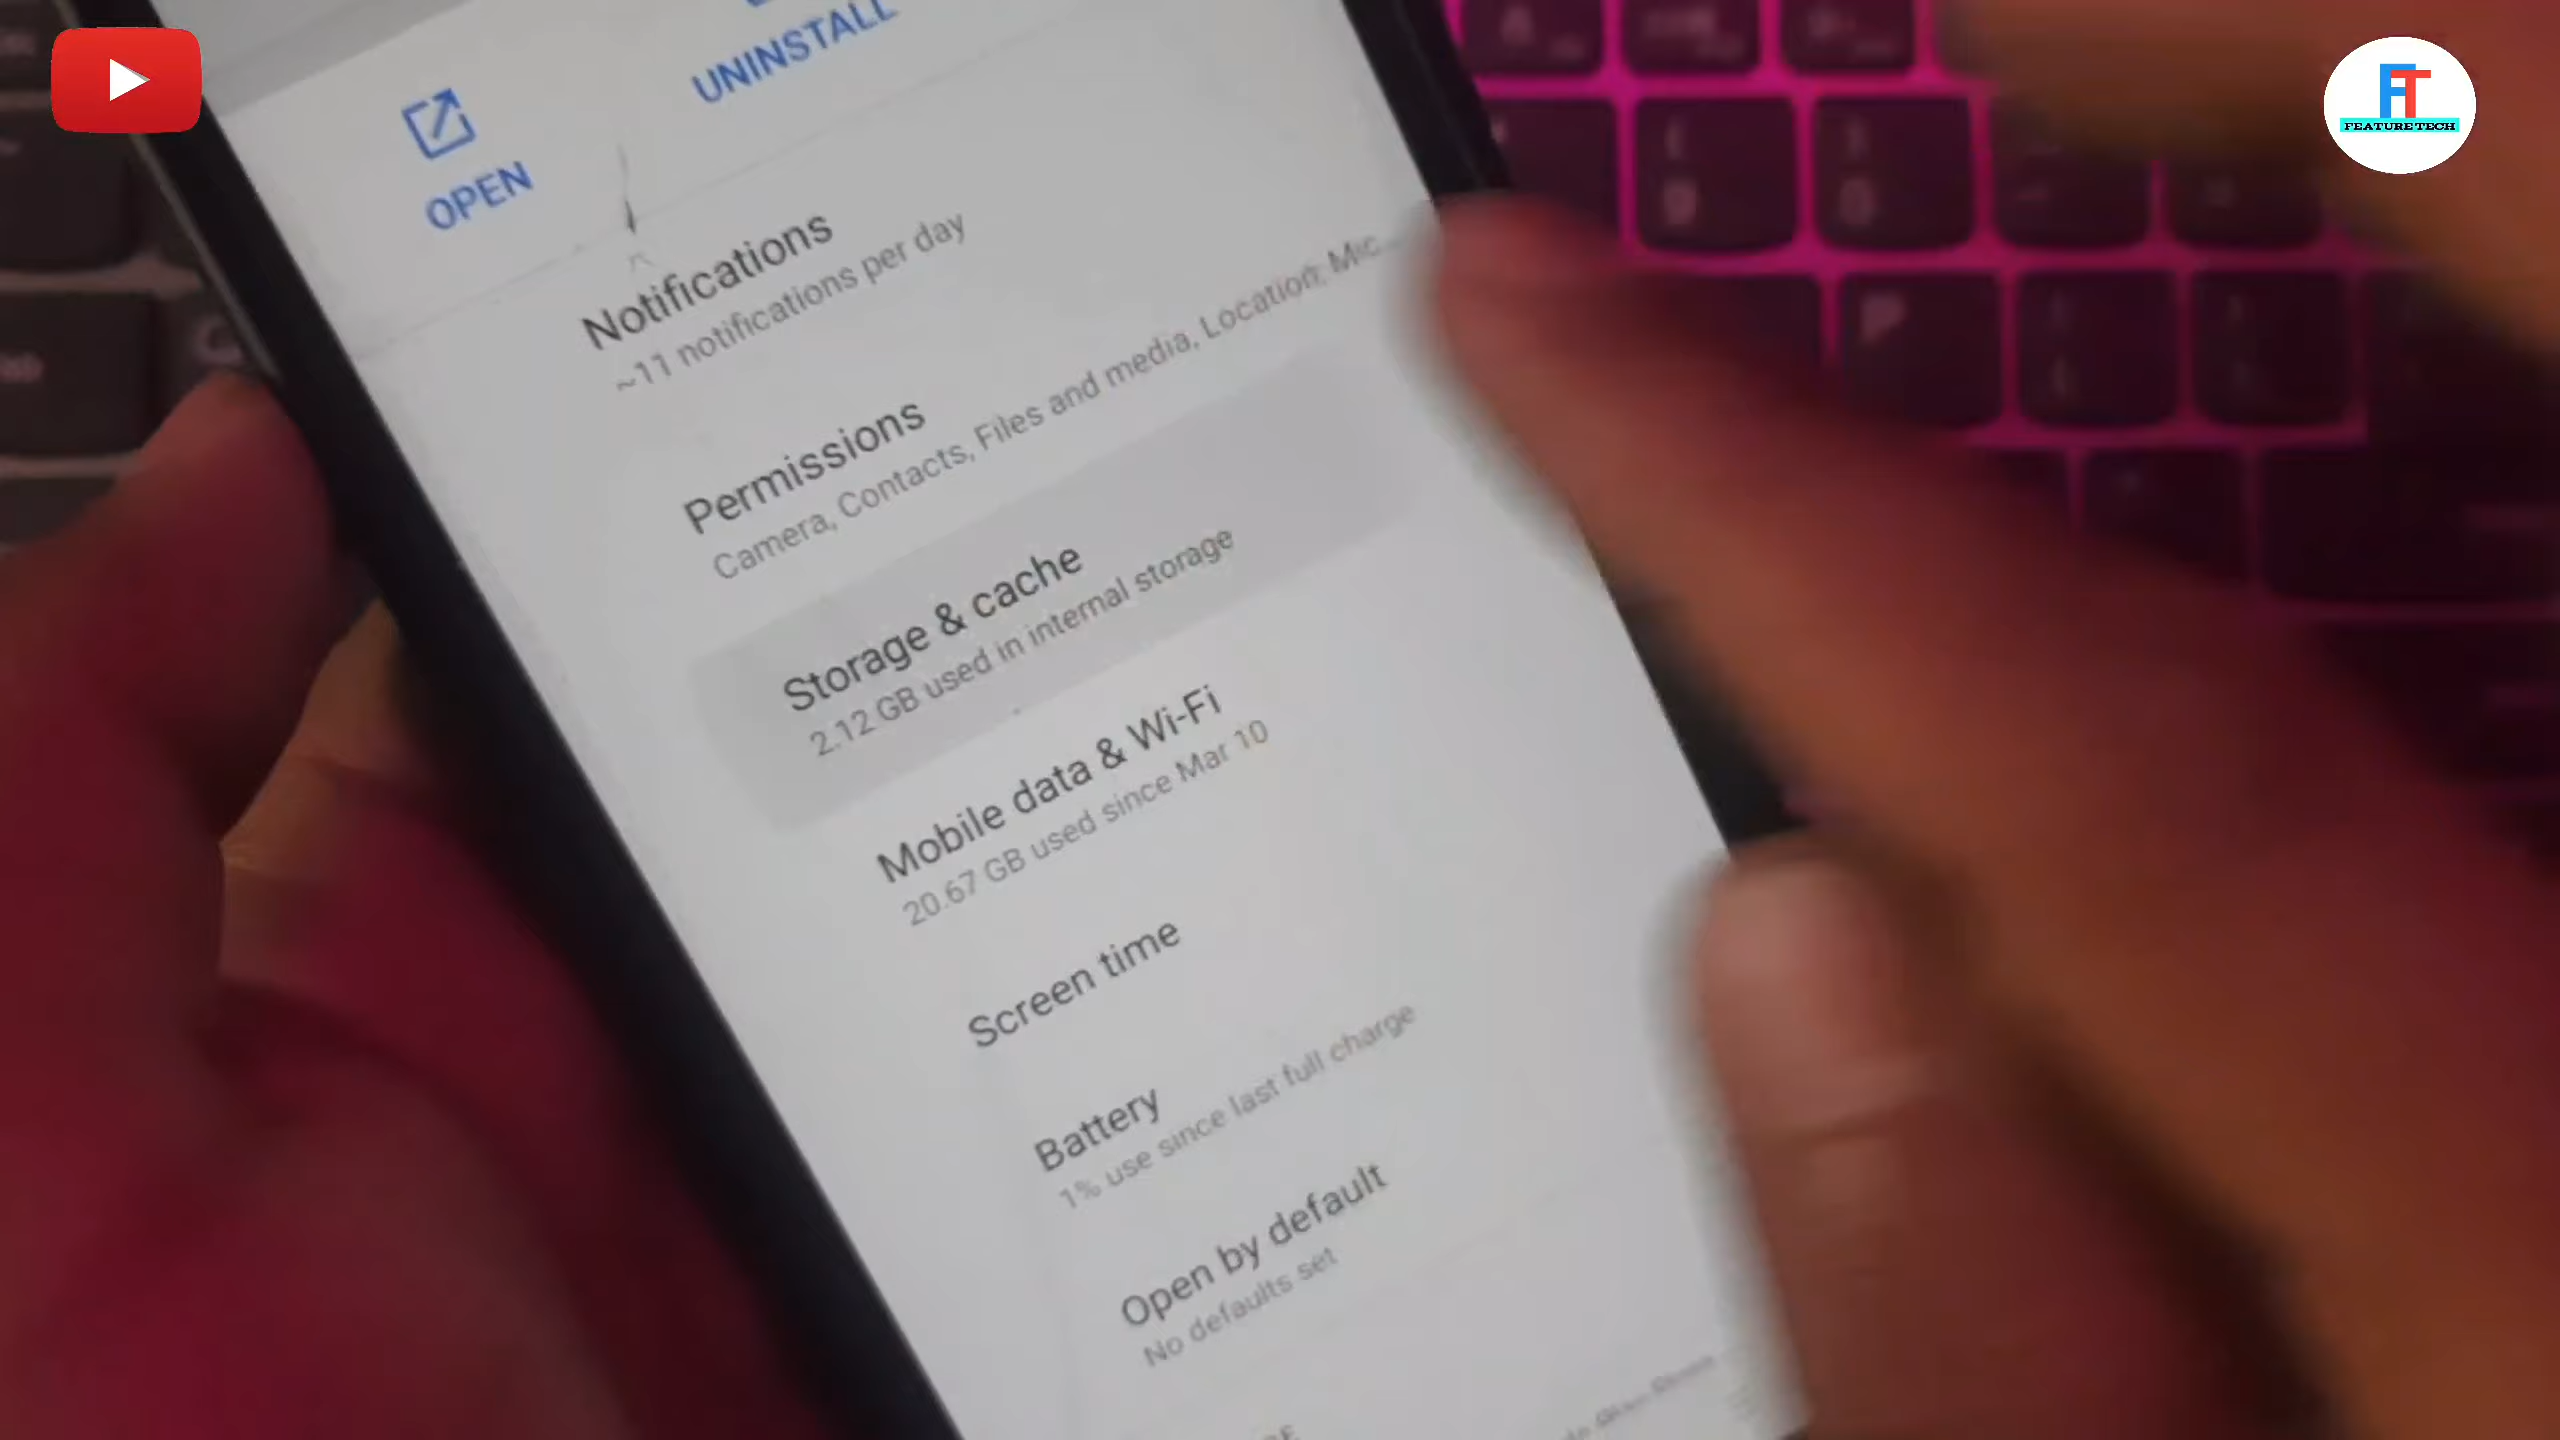 FT
FEATURE TECH
UNINSTALL
OPEN
Notifications
~11 notifications per day
Permissions
Camera, Contacts, Files and media, Location, Mic...
Storage & cache
2.12 GB used in internal storage
Mobile data & Wi-Fi
20.67 GB used since Mar 10
Screen time
Battery
1% use since last full charge
Open by default
No defaults set